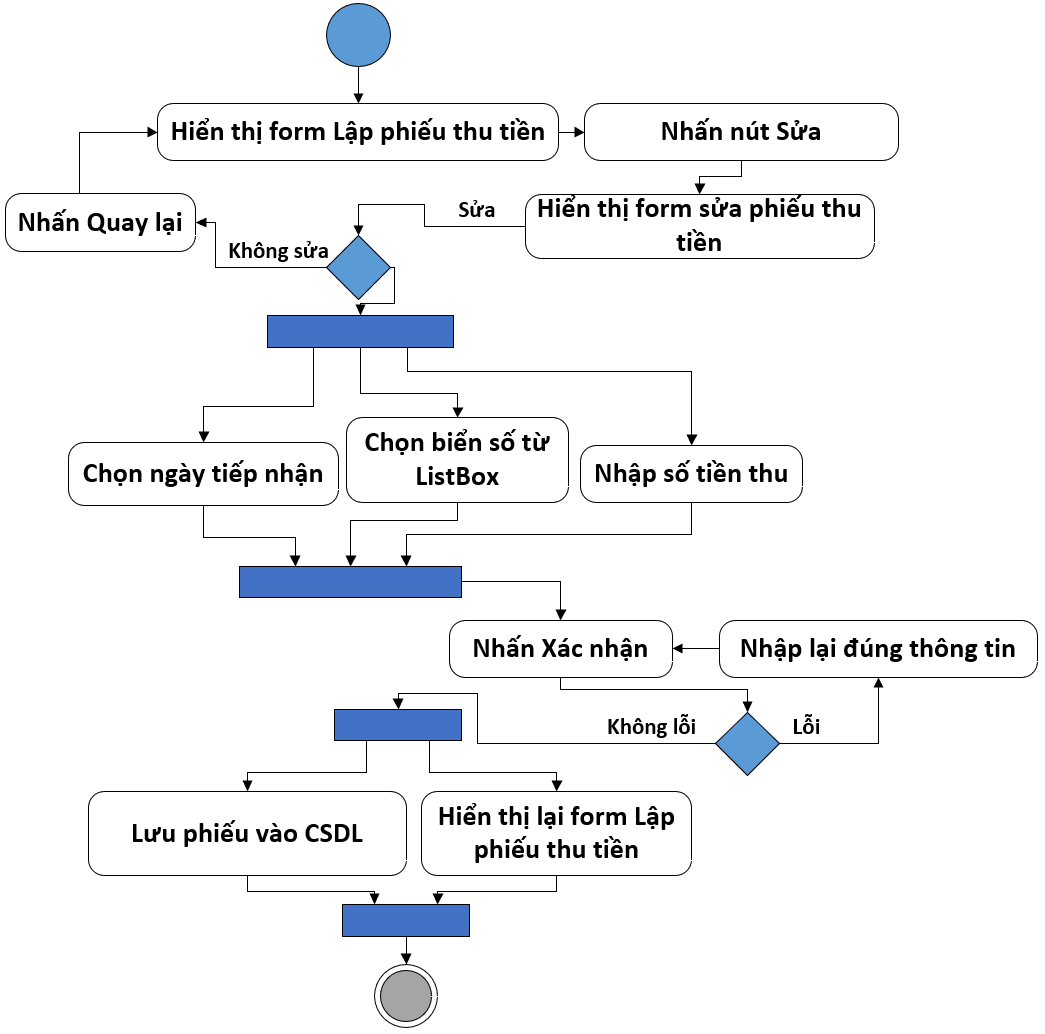 Hiển thị form Lập phiếu thu tiền
Nhấn nút Sửa
Nhấn Quay lại
Sửa
Hiển thị form sửa phiếu thu
tiền
Không sửa
Chọn ngày tiếp nhận
Chọn biển số từ
ListBox
Nhập số tiền thu
Nhấn Xác nhận
Nhập lại đúng thông tin
Không lỗi
Lỗi
Lưu phiếu vào CSDL
Hiển thị lại form Lập
phiếu thu tiền